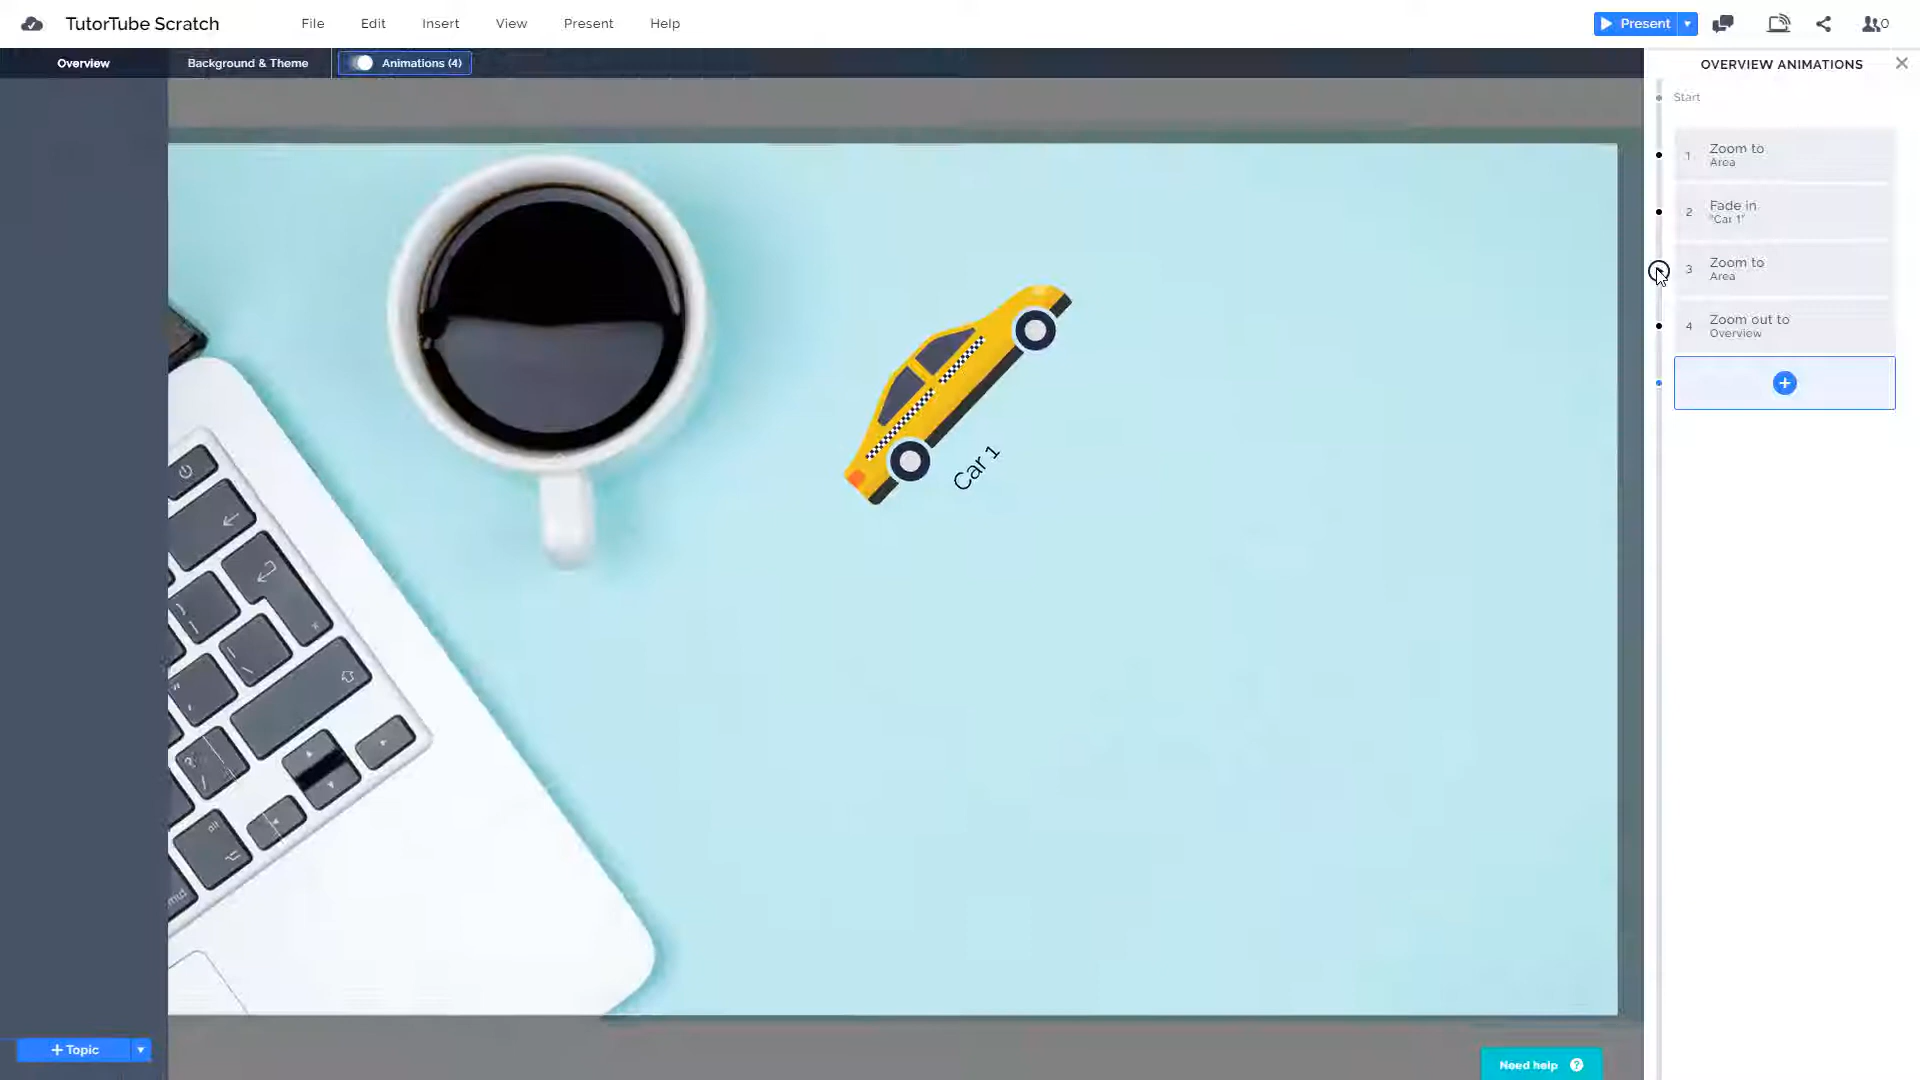 TutorTube Scratch
File
Edit
Insert
View
Present
Help
Present
0
Overview
Background & Theme
Animations (4)
OVERVIEW ANIMATIONS
Start
1
Zoom to
Area
2
Fade in
"Car 1"
3
Zoom to
Area
4
Zoom out to
Overview
Car 1
alt
+ Topic
Need help ?